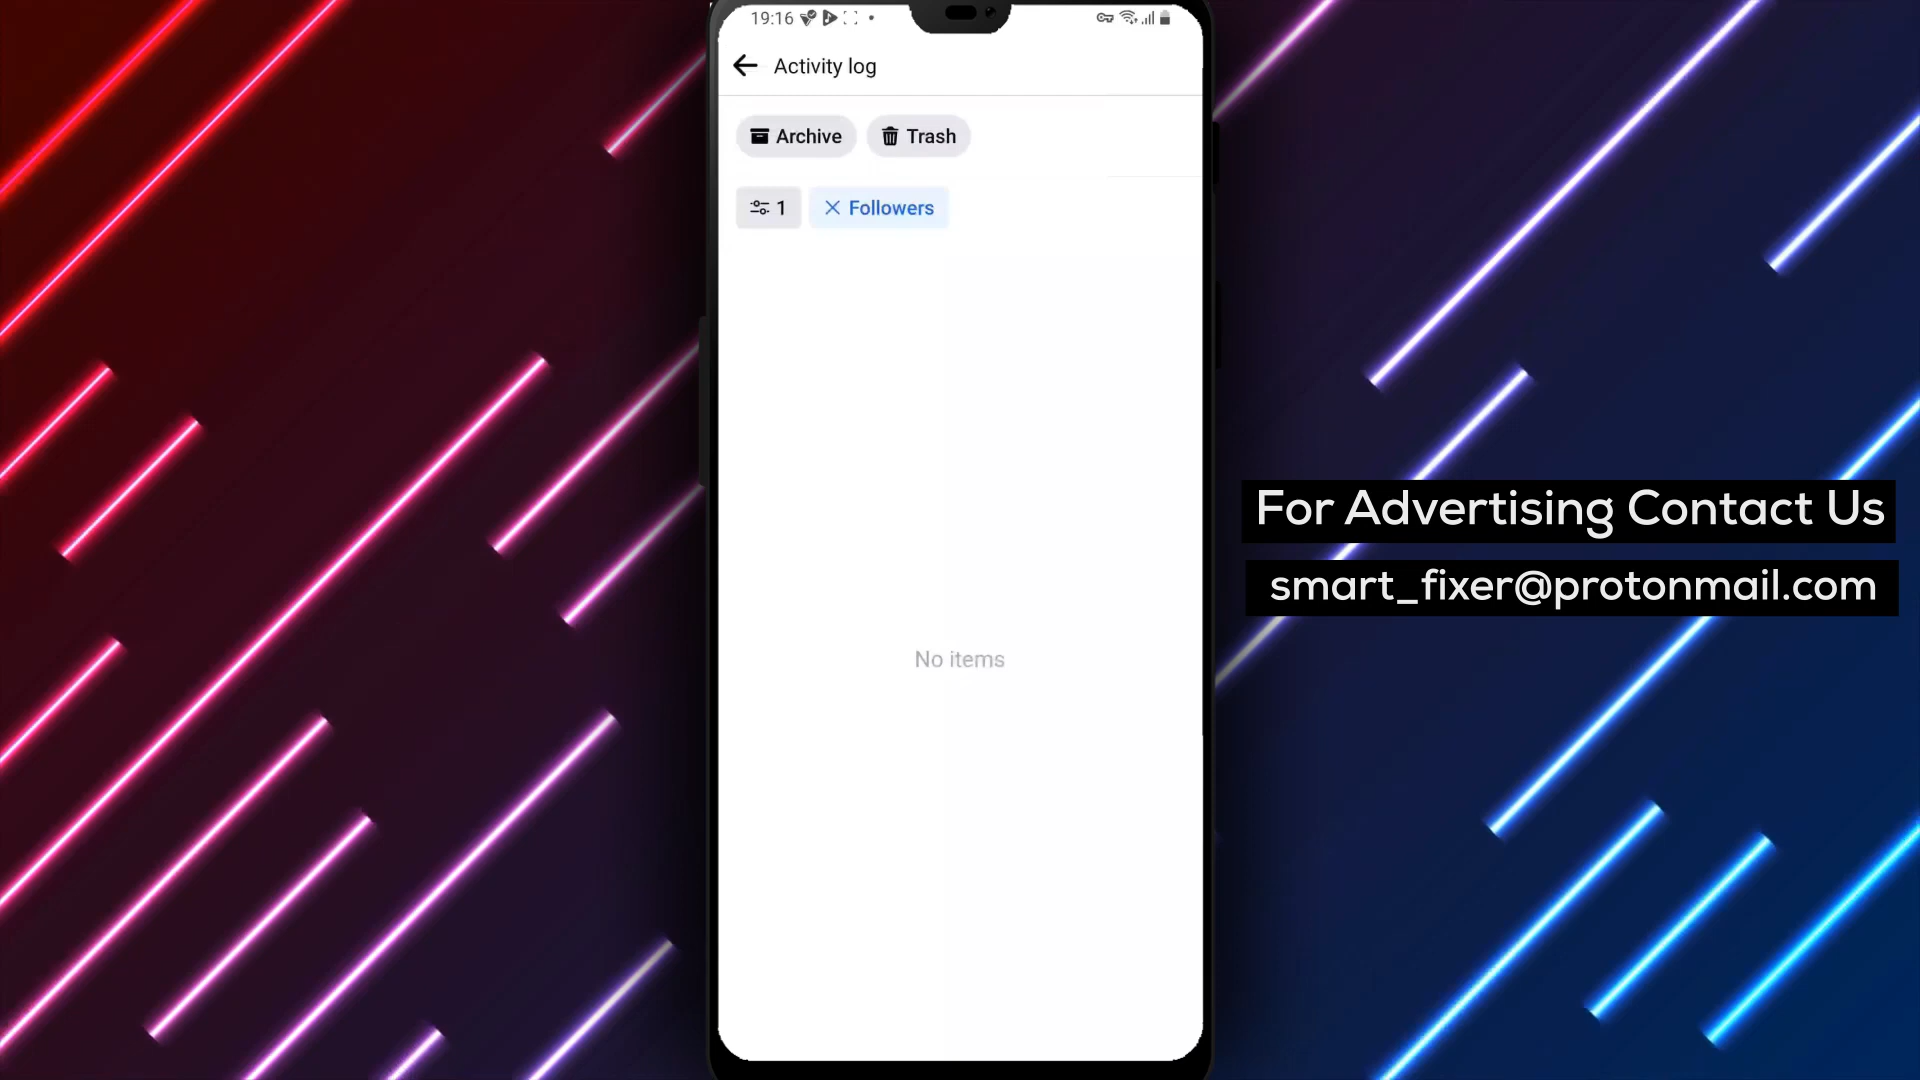 19:16
Activity log
Archive
Trash
1
Followers
No items
For Advertising Contact Us
smart_fixer@protonmail.com